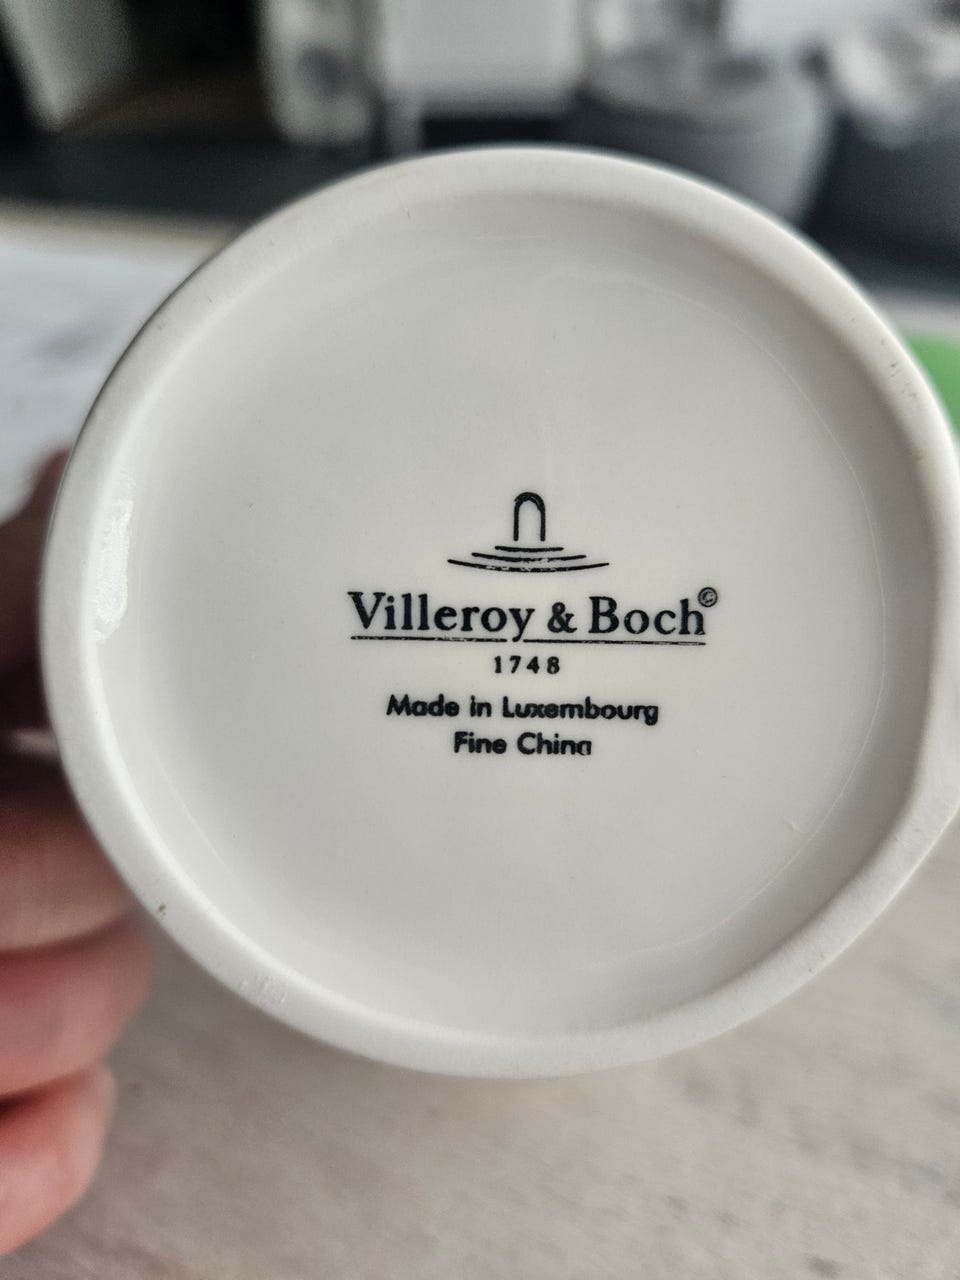 Villeroy & Boch©
1748
Made in Luxembourg
Fine China